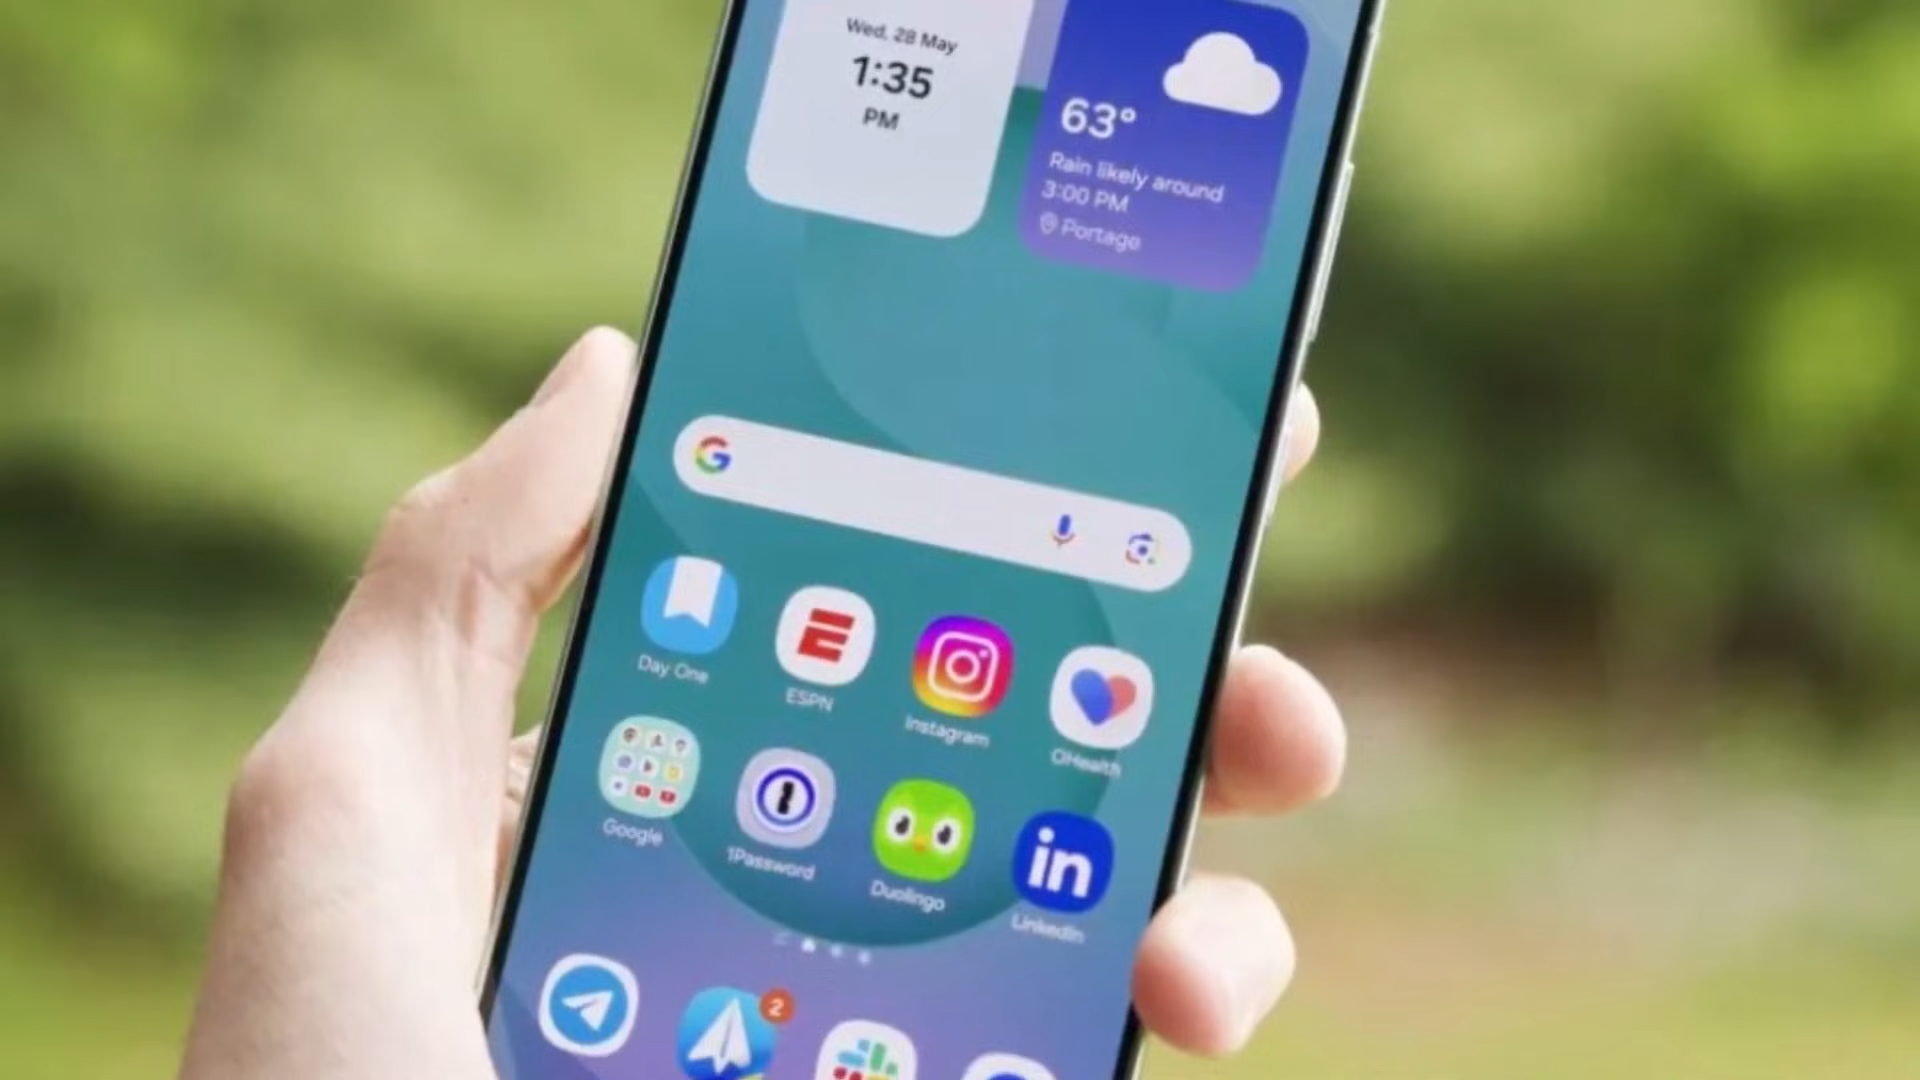 Wed, 28 May
1:35
PM
63°
Rain likely around
3:00 PM
Portage
Day One
ESPN
Instagram
OHealth
Google
1Password
Duolingo
in
LinkedIn
2